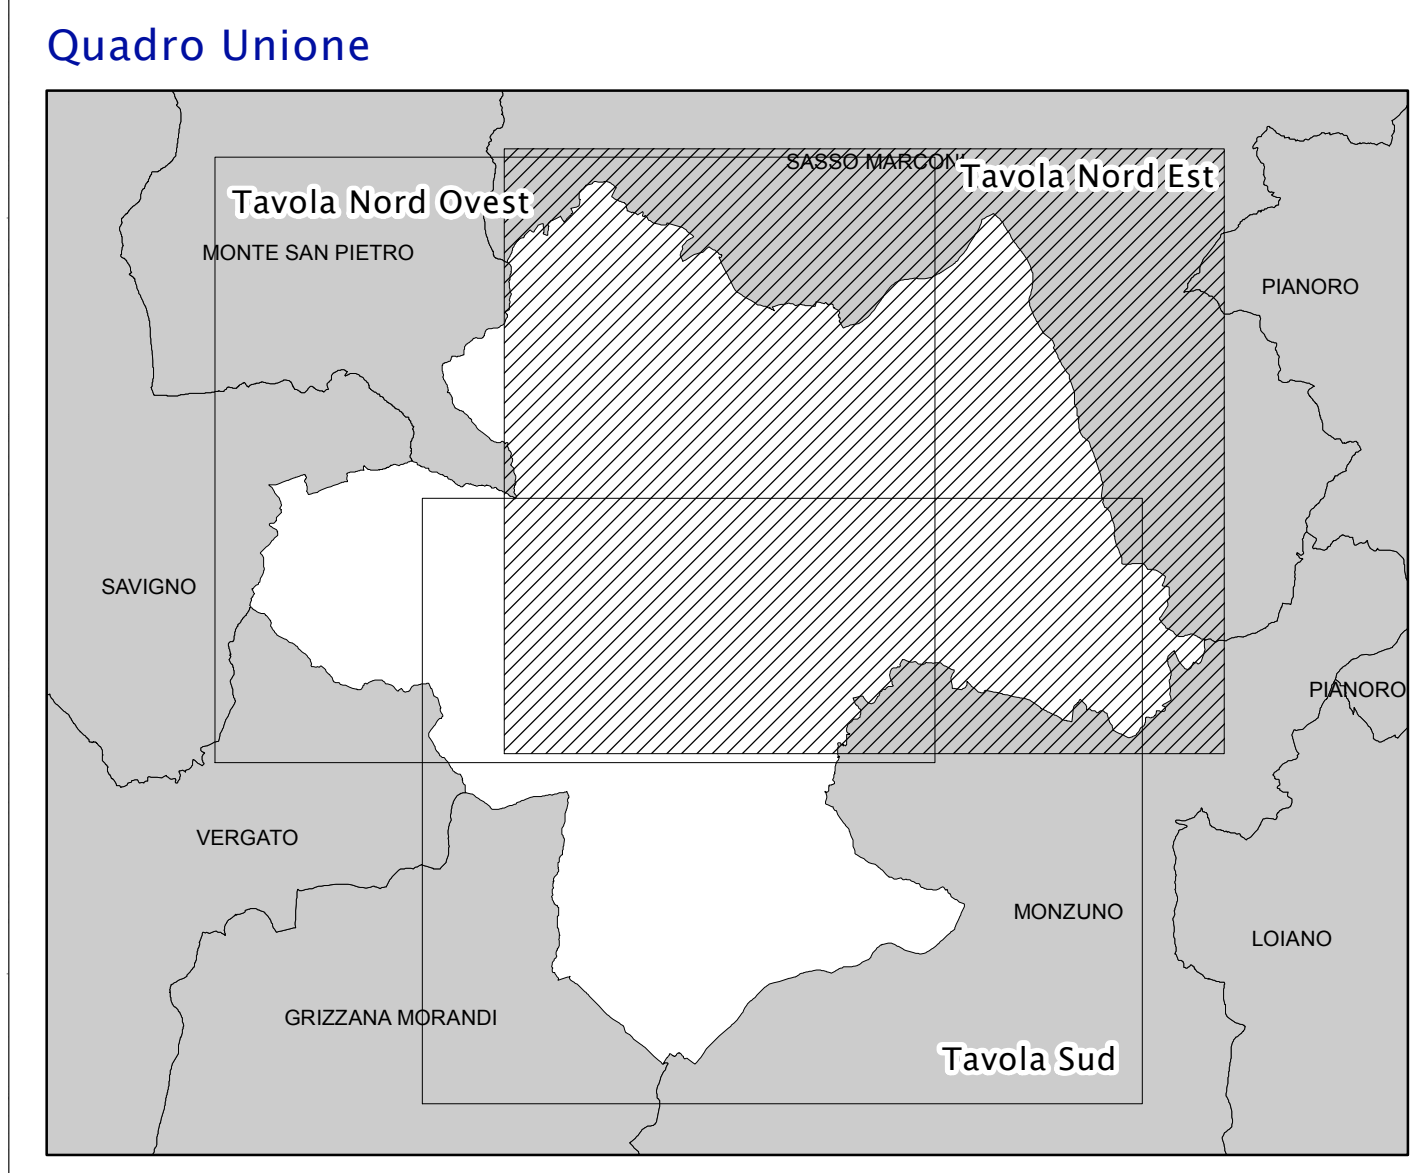 Quadro Unione
SASSO MARCONI
Tavola Nord Est
Tavola Nord Ovest
MONTE SAN PIETRO
PIANORO
SAVIGNO
PIANORO
VERGATO
MONZUNO
LOIANO
GRIZZANA MORANDI
Tavola Sud